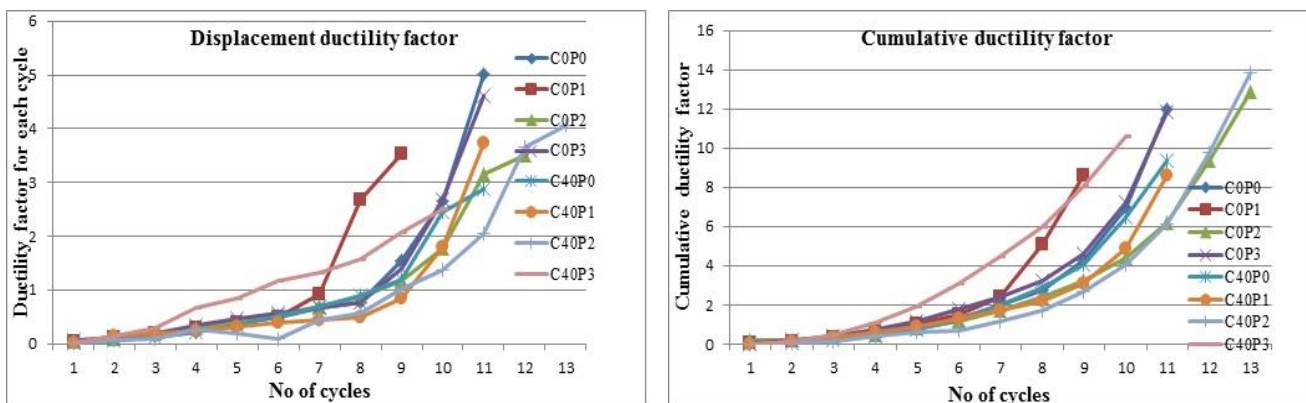 Displacement ductility factor
Ductility factor for each cycle
6
5
4
3
2
1
0
1 2 3 4 5 6 7 8 9 10 11 12 13
No of cycles
C0P0
C0P1
C0P2
C0P3
C40P0
C40P1
C40P2
C40P3
Cumulative ductility factor
Cumulative ductility factor
16
14
12
10
8
6
4
2
0
1 2 3 4 5 6 7 8 9 10 11 12 13
No of cycles
C0P0
C0P1
C0P2
C0P3
C40P0
C40P1
C40P2
C40P3